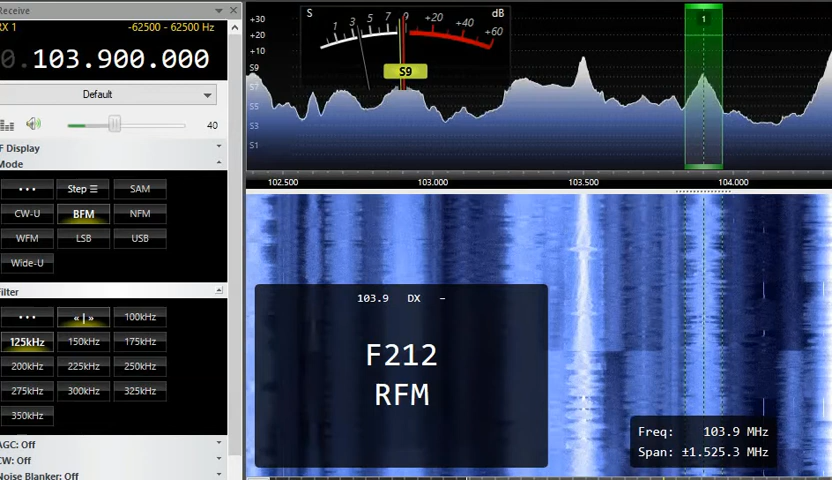 Receive
RX 1 -62500 - 62500 Hz
0.103.900.000
Default
40
F Display
Mode
••• Step ☰ SAM
CW-U BFM NFM
WFM LSB USB
Wide-U
Filter
••• « | » 100kHz
125kHz 150kHz 175kHz
200kHz 225kHz 250kHz
275kHz 300kHz 325kHz
350kHz
AGC: Off
CW: Off
Noise Blanker: Off
+30
+20
+10
S9
S5
S3
S1
S 1 3 5 7 9 +20 +40 +60 dB
S9
1
102.500 103.000 103.500 104.000
103.9 DX –
F212
RFM
Freq: 103.9 MHz
Span: ±1.525.3 MHz